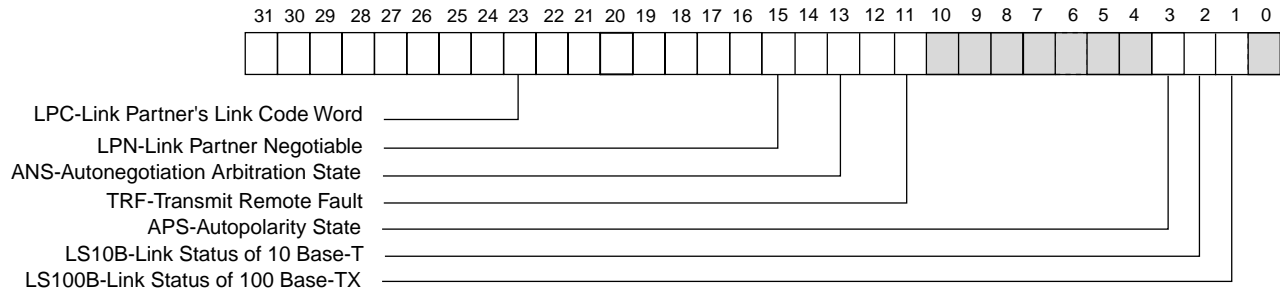 31 30 29 28 27 26 25 24 23 22 21 20 19 18 17 16 15 14 13 12 11 10 9 8 7 6 5 4 3 2 1 0
LPC-Link Partner's Link Code Word
LPN-Link Partner Negotiable
ANS-Autonegotiation Arbitration State
TRF-Transmit Remote Fault
APS-Autopolarity State
LS10B-Link Status of 10 Base-T
LS100B-Link Status of 100 Base-TX